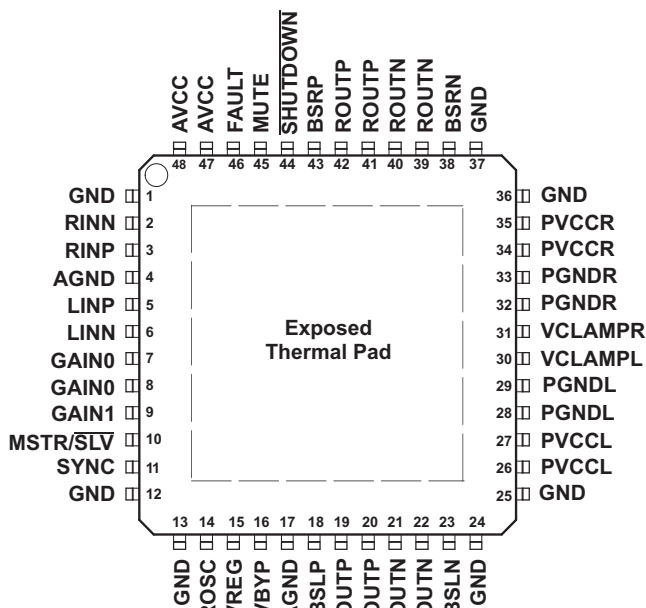 AVCC
AVCC
FAULT
MUTE
SHUTDOWN
BSRP
ROUTP
ROUTP
ROUTN
ROUTN
BSRN
GND
48 47 46 45 44 43 42 41 40 39 38 37
GND 1
RINN 2
RINP 3
AGND 4
LINP 5
LINN 6
GAIN0 7
GAIN0 8
GAIN1 9
MSTR/SLV 10
SYNC 11
GND 12
Exposed
Thermal Pad
36 GND
35 PVCCR
34 PVCCR
33 PGNDR
32 PGNDR
31 VCLAMPR
30 VCLAMPL
29 PGNDL
28 PGNDL
27 PVCCL
26 PVCCL
25 GND
13 14 15 16 17 18 19 20 21 22 23 24
GND
ROSC
VREG
VBYP
AGND
BSLP
OUTP
OUTP
OUTN
OUTN
BSLN
GND